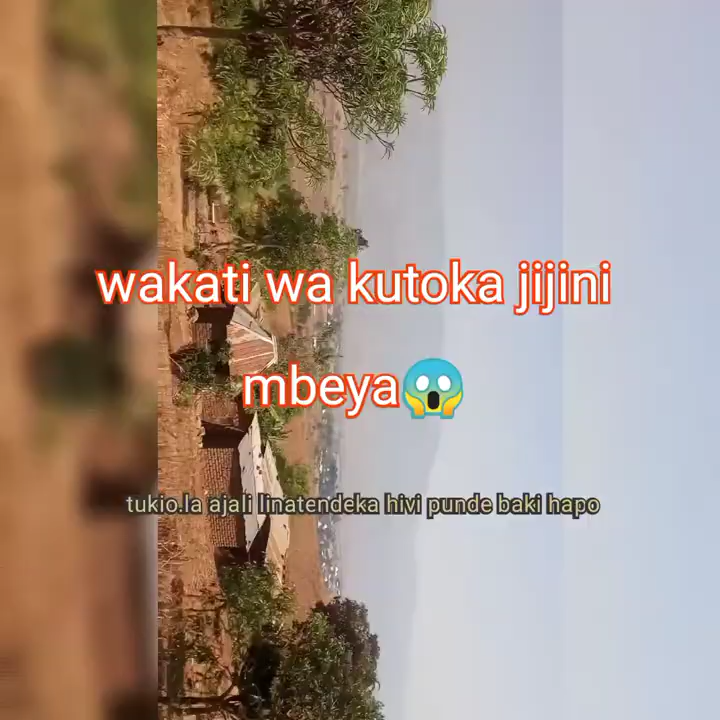 wakati wa kutoka jijini
mbeya😱
tukio.la ajali linatendeka hivi punde baki hapo